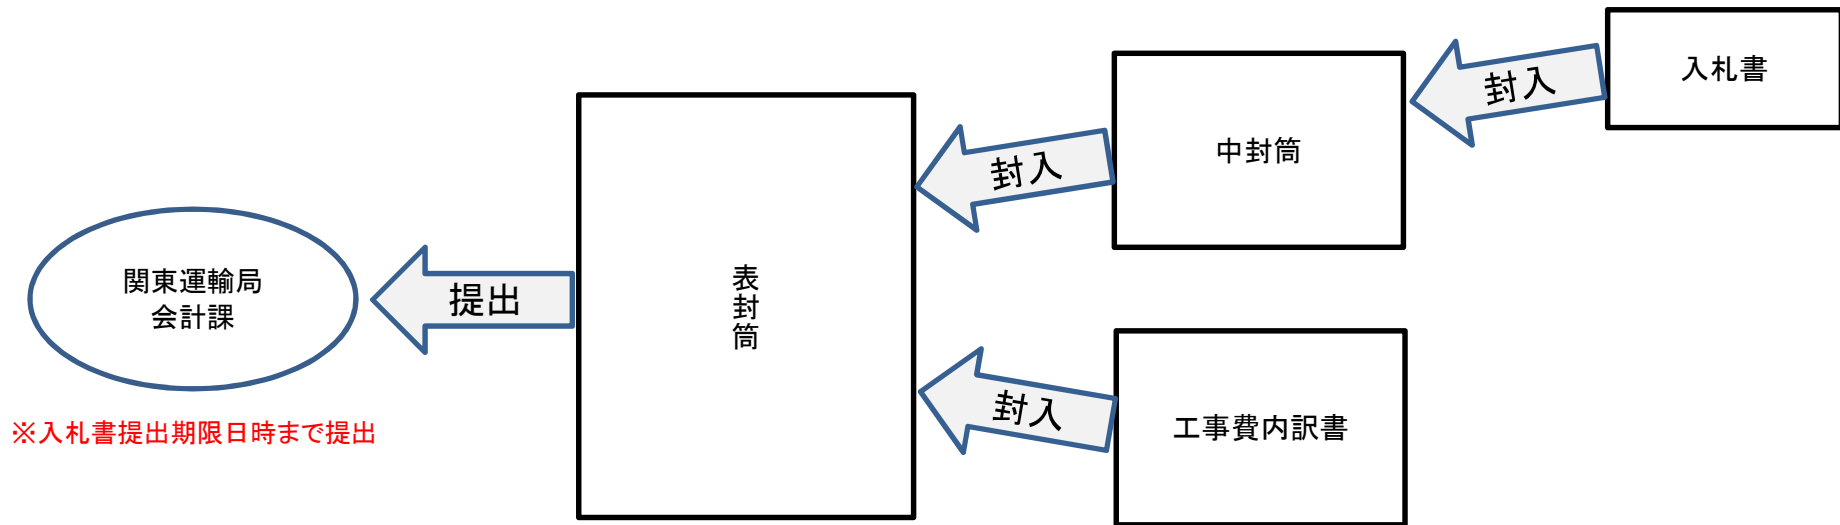 入札書
封入
中封筒
封入
表封筒
提出
関東運輸局
会計課
※入札書提出期限日時まで提出
封入
工事費内訳書